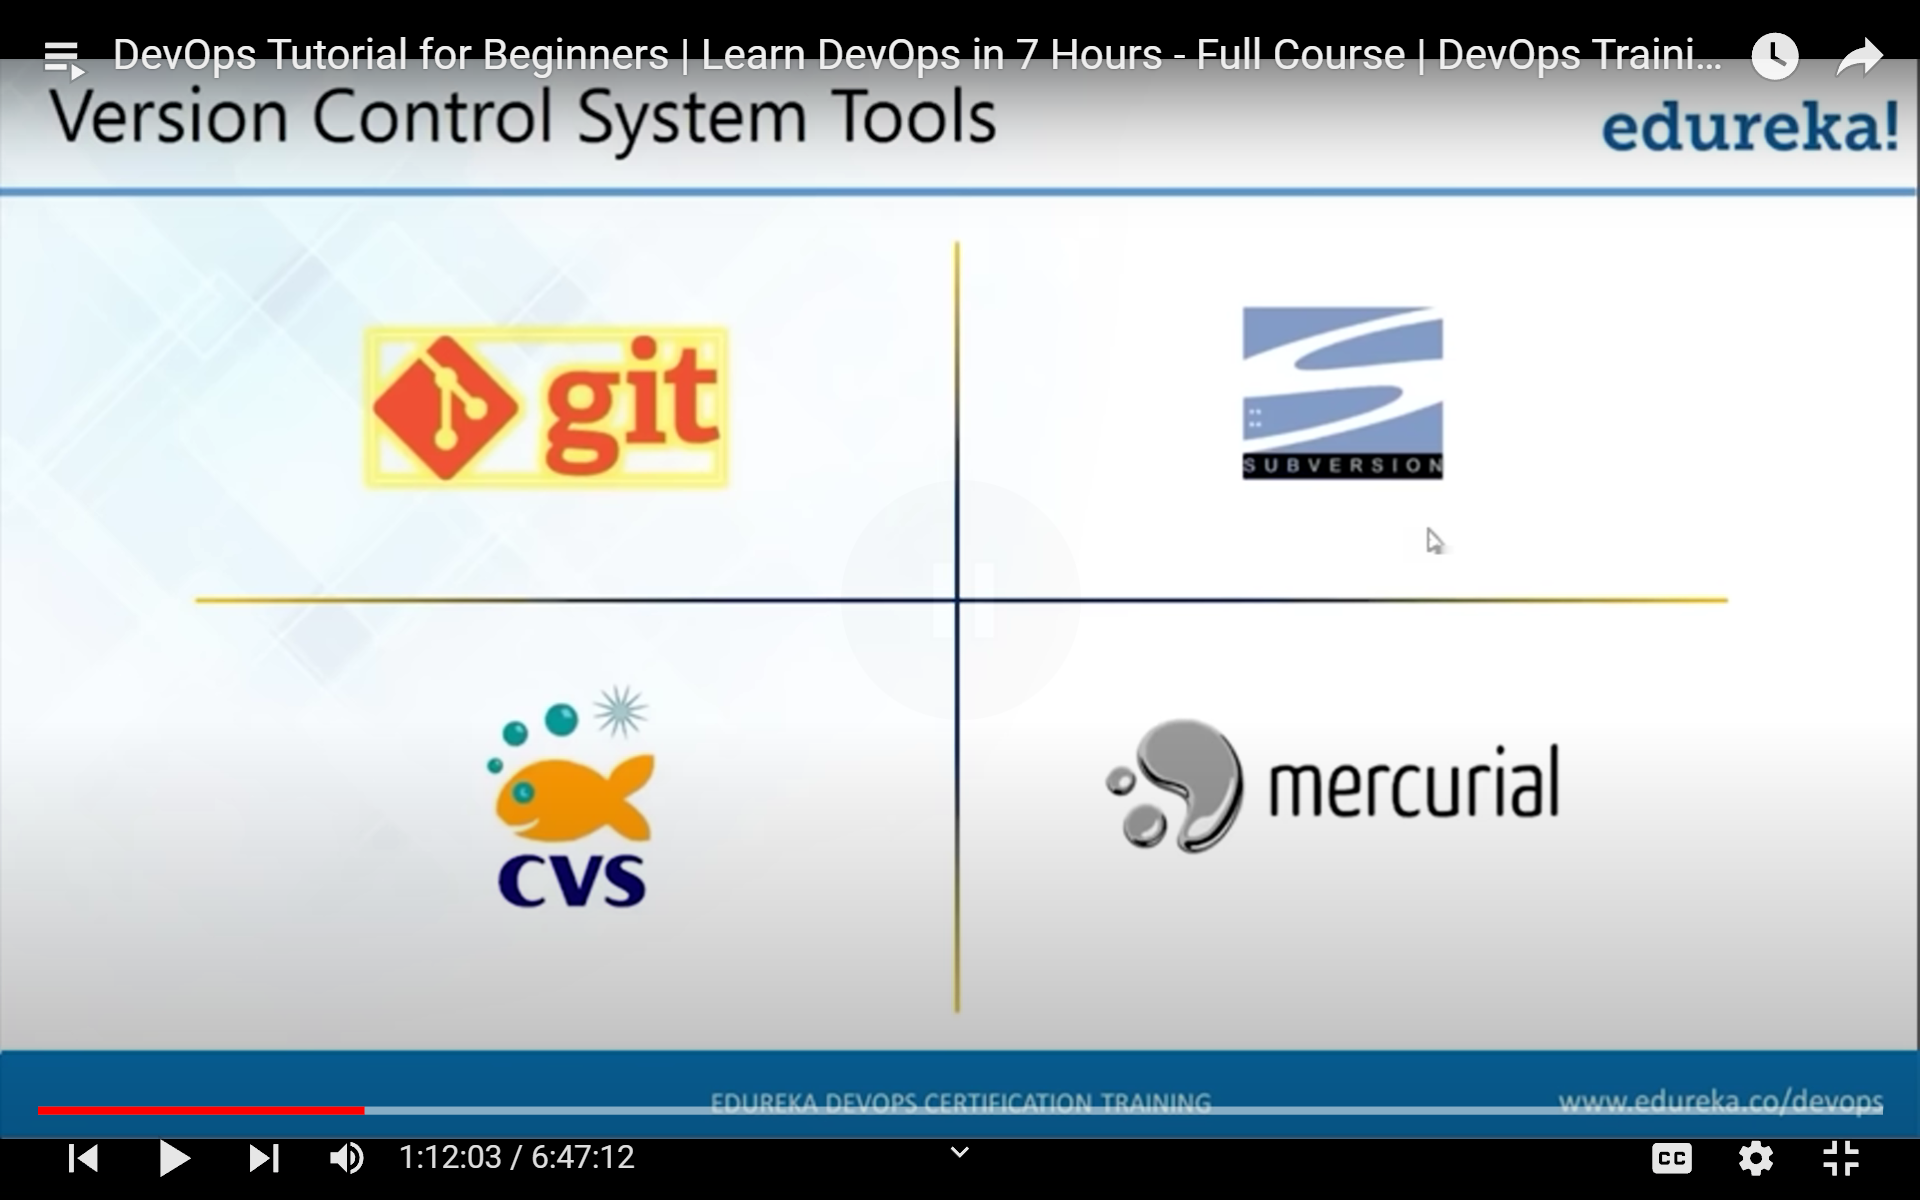 DevOps Tutorial for Beginners | Learn DevOps in 7 Hours - Full Course | DevOps Traini...
Version Control System Tools
edureka!
git
SUBVERSION
CVS
mercurial
EDUREKA DEVOPS CERTIFICATION TRAINING
www.edureka.co/devops
1:12:03 / 6:47:12
CC